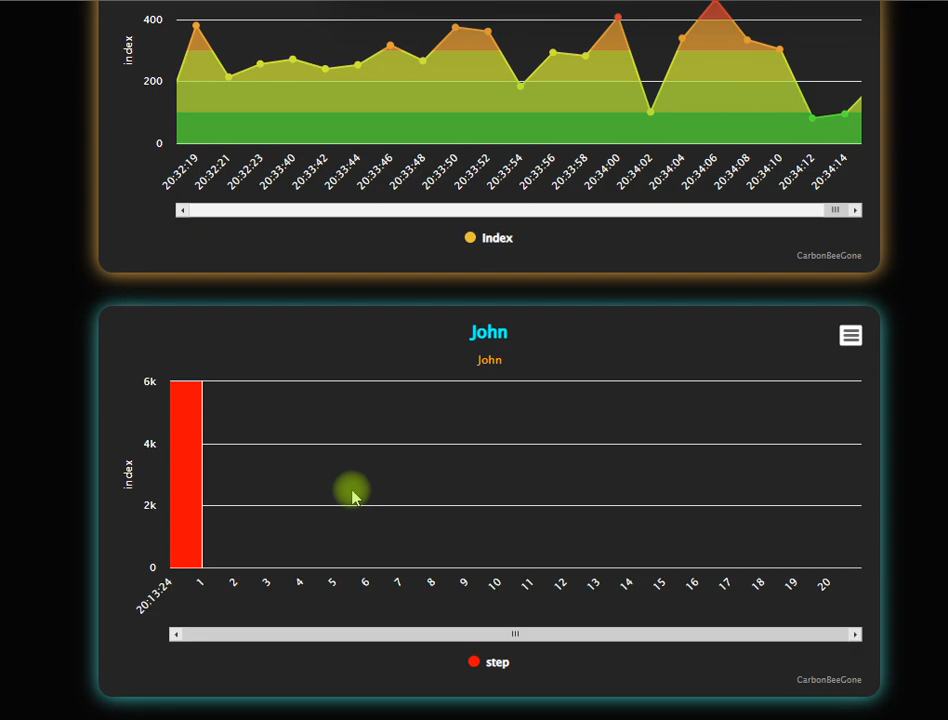 400
index
200
0
20:32:19 20:32:21 20:32:23 20:33:40 20:33:42 20:33:44 20:33:46 20:33:48 20:33:50 20:33:52 20:33:54 20:33:56 20:33:58 20:34:00 20:34:02 20:34:04 20:34:06 20:34:08 20:34:10 20:34:12 20:34:14
Index
CarbonBeeGone
John
John
6k
4k
index
2k
0
20:13:24 1 2 3 4 5 6 7 8 9 10 11 12 13 14 15 16 17 18 19 20
step
CarbonBeeGone